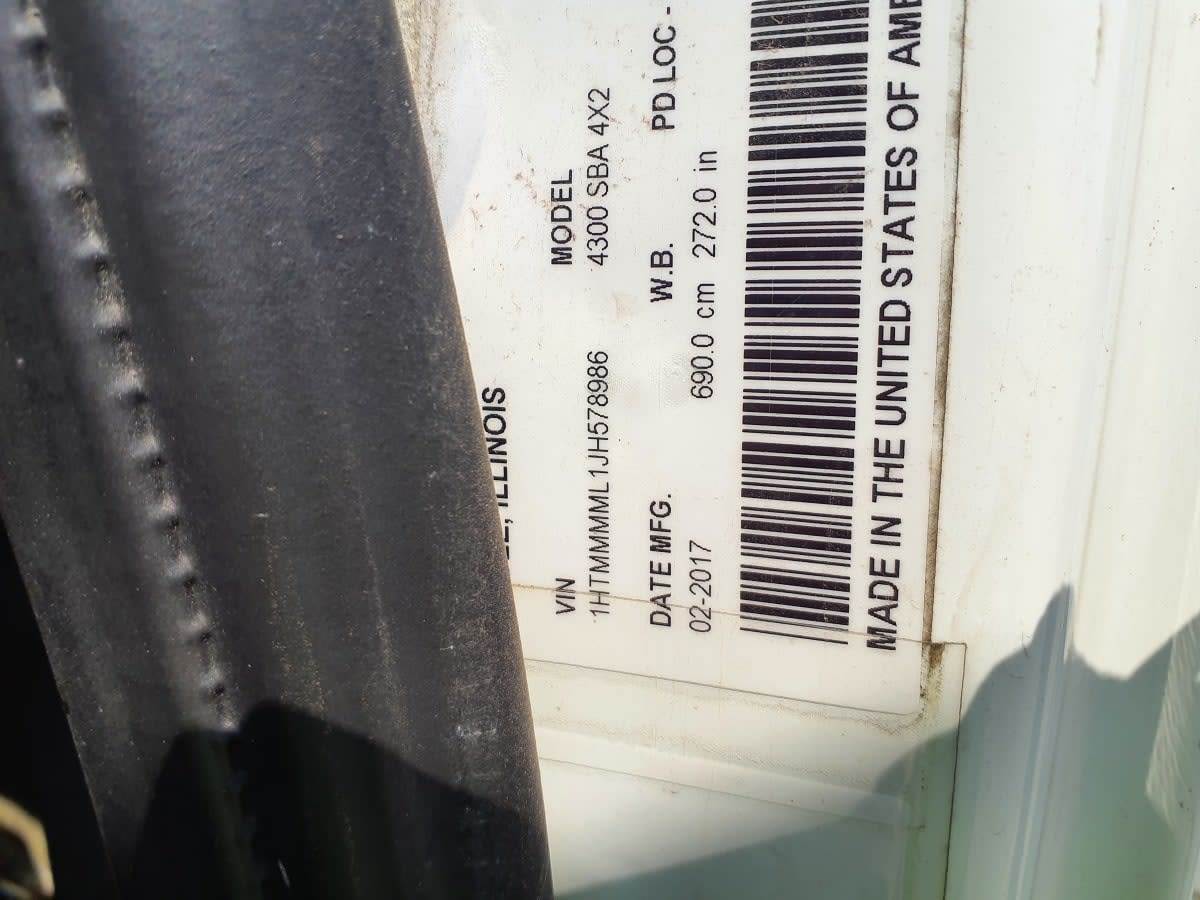 ILLINOIS
VIN MODEL
1HTMMMML1JH578986 4300 SBA 4X2
DATE MFG. W.B. PD LOC -
02-2017 690.0 cm 272.0 in
MADE IN THE UNITED STATES OF AME